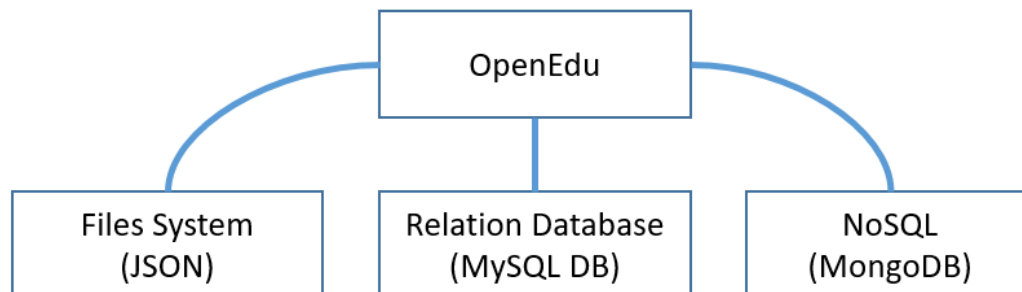 OpenEdu
Files System
(JSON)
Relation Database
(MySQL DB)
NoSQL
(MongoDB)